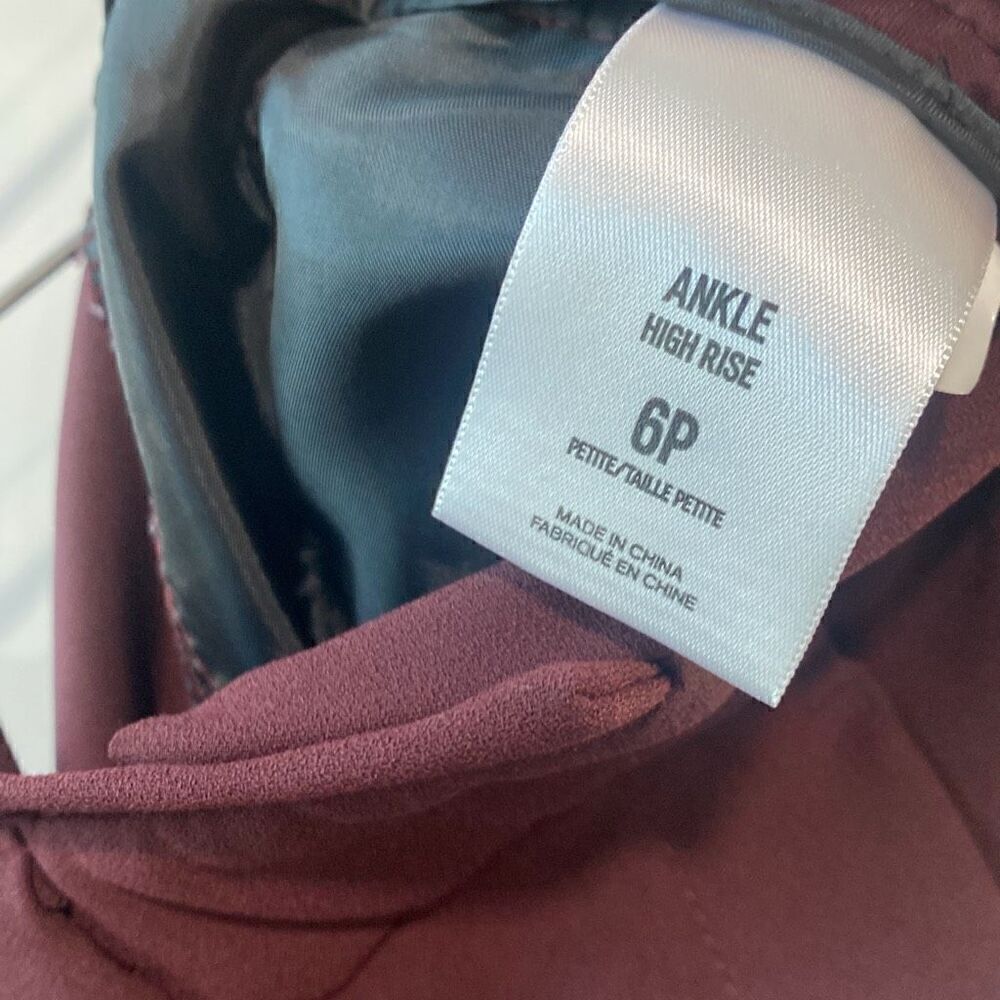 ANKLE
HIGH RISE
6P
PETITE/TAILLE PETITE
MADE IN CHINA
FABRIQUÉ EN CHINE